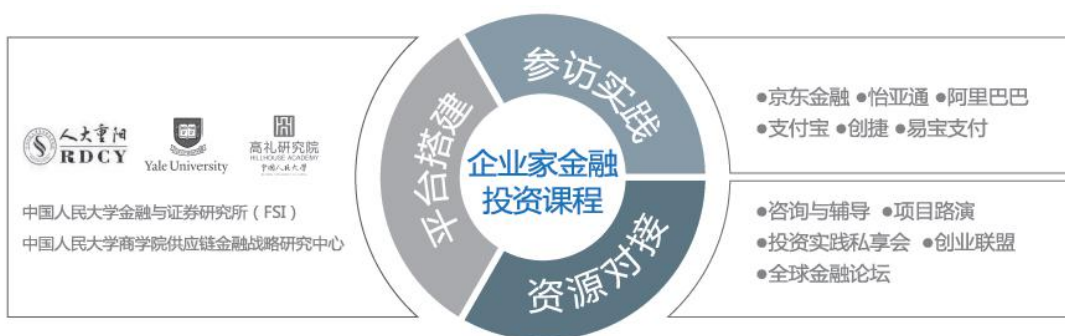 人大重阳
RDCY
Yale University
高礼研究院
HILLHOUSE ACADEMY
中国人民大学
中国人民大学金融与证券研究所（FSI）
中国人民大学商学院供应链金融战略研究中心
平台搭建
参访实践
资源对接
企业家金融
投资课程
●京东金融 ●怡亚通 ●阿里巴巴
●支付宝 ●创捷 ●易宝支付
●咨询与辅导 ●项目路演
●投资实践私享会 ●创业联盟
●全球金融论坛